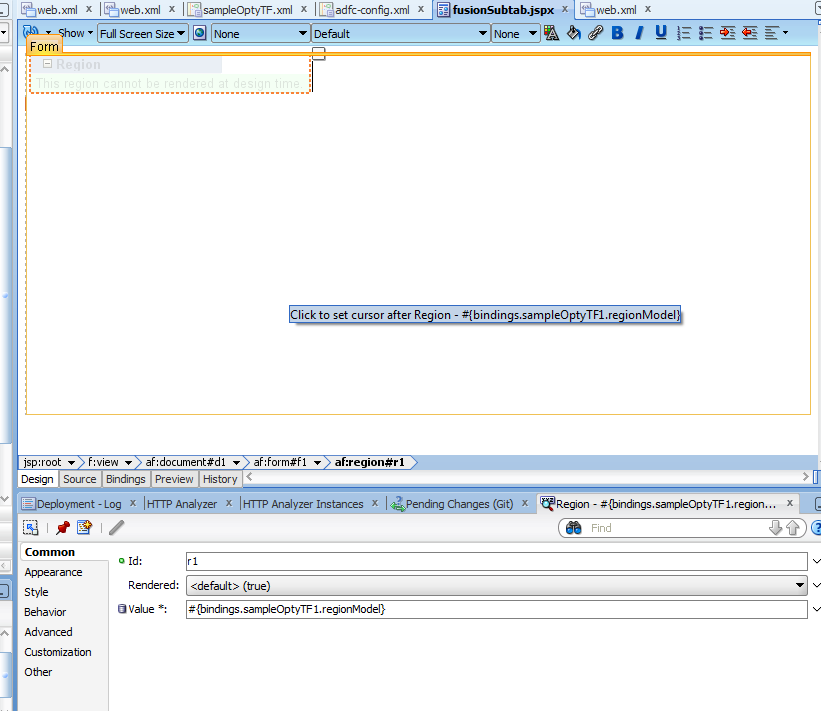 web.xml x web.xml x sampleOptyTF.xml x adfc-config.xml x fusionSubtab.jspx x web.xml x
Show Full Screen Size None Default None B I U
Form
Region
This region cannot be rendered at design time.
Click to set cursor after Region - #{bindings.sampleOptyTF1.regionModel}
jsp:root f:view af:document#d1 af:form#f1 af:region#r1
Design Source Bindings Preview History
Deployment - Log x HTTP Analyzer x HTTP Analyzer Instances x Pending Changes (Git) x Region - #{bindings.sampleOptyTF1.region... x
Find
Common
Id: r1
Appearance
Rendered: <default> (true)
Style
Value *: #{bindings.sampleOptyTF1.regionModel}
Behavior
Advanced
Customization
Other